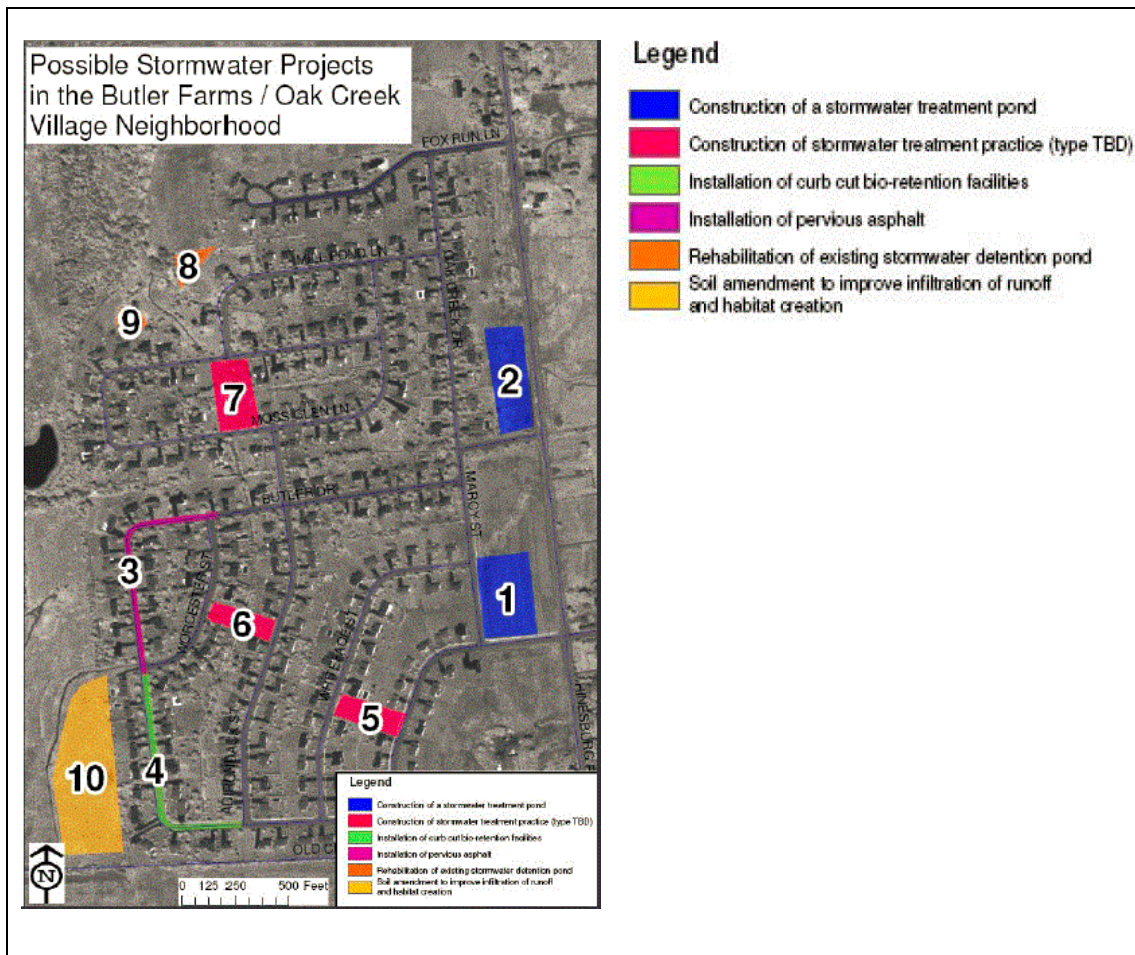 Possible Stormwater Projects
in the Butler Farms / Oak Creek
Village Neighborhood
Legend
Construction of a stormwater treatment pond
Construction of stormwater treatment practice (type TBD)
Installation of curb cut bio-retention facilities
Installation of pervious asphalt
Rehabilitation of existing stormwater detention pond
Soil amendment to improve infiltration of runoff
and habitat creation
FOX RUN LN
8
MILL POND LN
9
2
7
MOSS GLEN LN
BUTLER DR
MARCY ST
3
WORCESTER ST
6
1
5
HINESBURG
10
4
ADIRONDACK ST
OLD
N
0 125 250 500 Feet
Legend
Construction of a stormwater treatment pond
Construction of stormwater treatment practice (type TBD)
Installation of curb cut bio-retention facilities
Installation of pervious asphalt
Rehabilitation of existing stormwater detention pond
Soil amendment to improve infiltration of runoff
and habitat creation